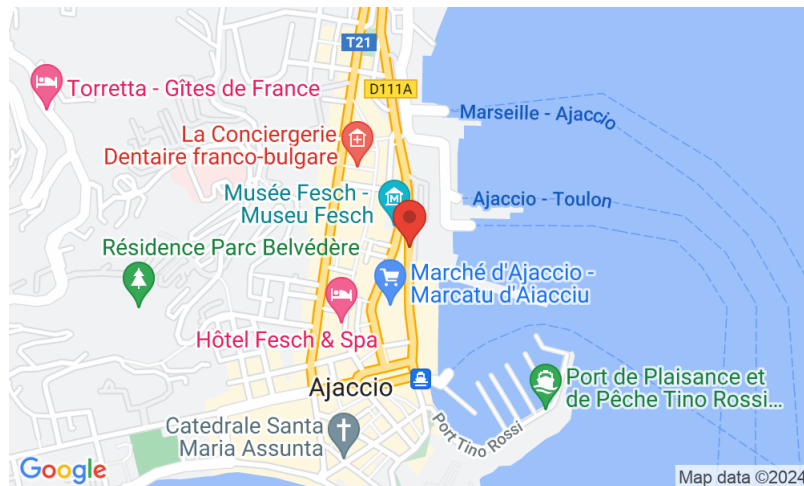 T21
D111A
Torretta - Gîtes de France
Marseille - Ajaccio
La Conciergerie
Dentaire franco-bulgare
Musée Fesch -
Museu Fesch
Ajaccio - Toulon
Résidence Parc Belvédère
Marché d'Ajaccio -
Marcatu d'Aiacciu
Hôtel Fesch & Spa
Ajaccio
Port de Plaisance et
de Pêche Tino Rossi...
Catedrale Santa
Maria Assunta
Port Tino Rossi
Google
Map data ©2024